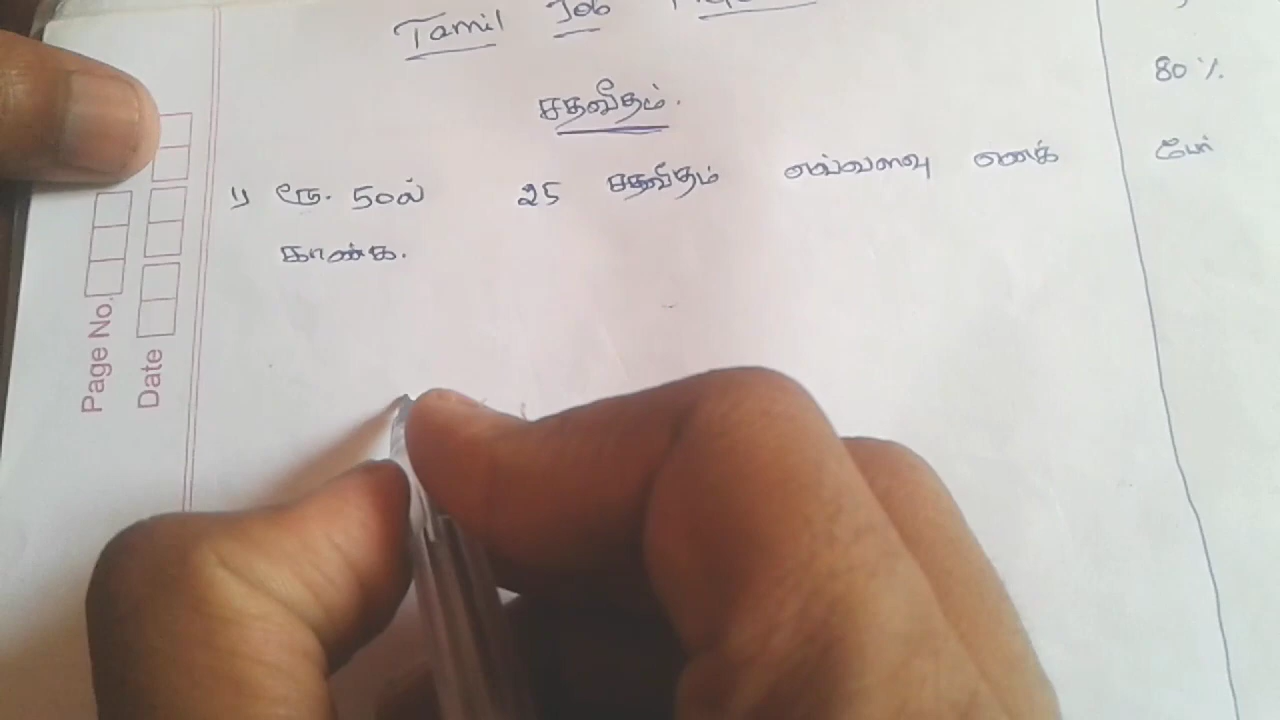 Tamil Job
சதவீதம்.
1) ரூ. 50ல் 25 சதவீதம் எவ்வளவு எனக்
காண்க.
80 %
பேர்
Page No.
Date